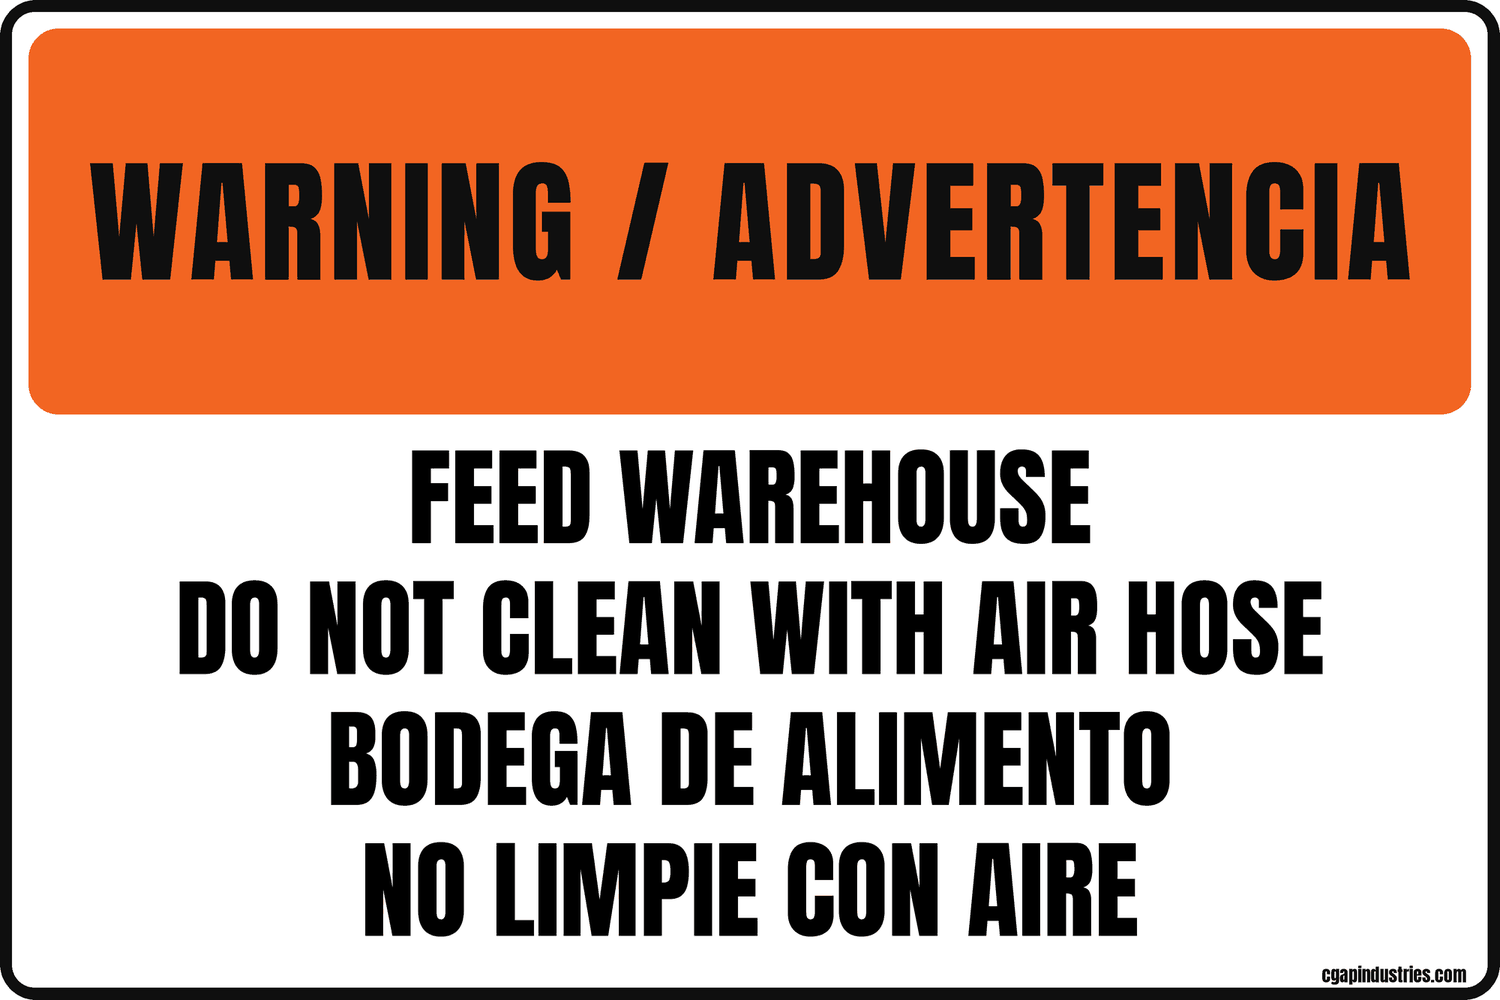 WARNING / ADVERTENCIA
FEED WAREHOUSE
DO NOT CLEAN WITH AIR HOSE
BODEGA DE ALIMENTO
NO LIMPIE CON AIRE
cgapindustries.com